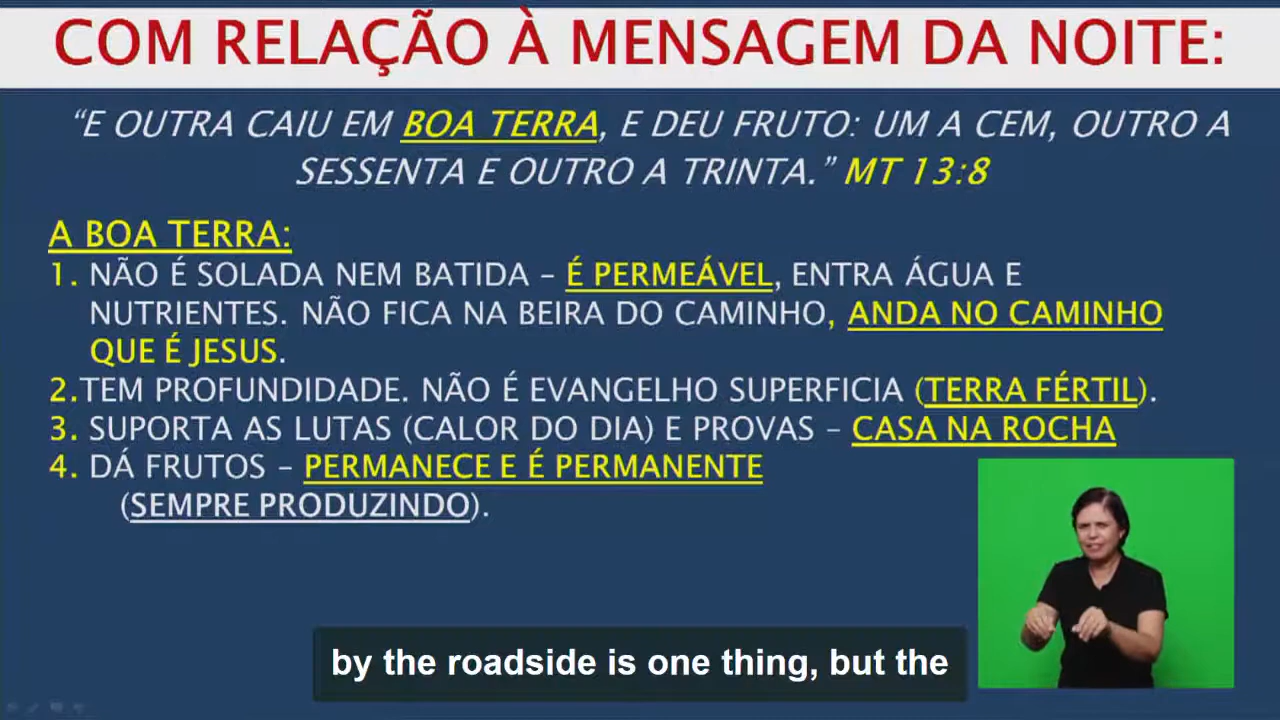 COM RELAÇÃO À MENSAGEM DA NOITE:
“E OUTRA CAIU EM BOA TERRA, E DEU FRUTO: UM A CEM, OUTRO A
SESSENTA E OUTRO A TRINTA.” MT 13:8
A BOA TERRA:
1. NÃO É SOLADA NEM BATIDA – É PERMEÁVEL, ENTRA ÁGUA E
NUTRIENTES. NÃO FICA NA BEIRA DO CAMINHO, ANDA NO CAMINHO
QUE É JESUS.
2.TEM PROFUNDIDADE. NÃO É EVANGELHO SUPERFICIA (TERRA FÉRTIL).
3. SUPORTA AS LUTAS (CALOR DO DIA) E PROVAS – CASA NA ROCHA
4. DÁ FRUTOS – PERMANECE E É PERMANENTE
(SEMPRE PRODUZINDO).
by the roadside is one thing, but the